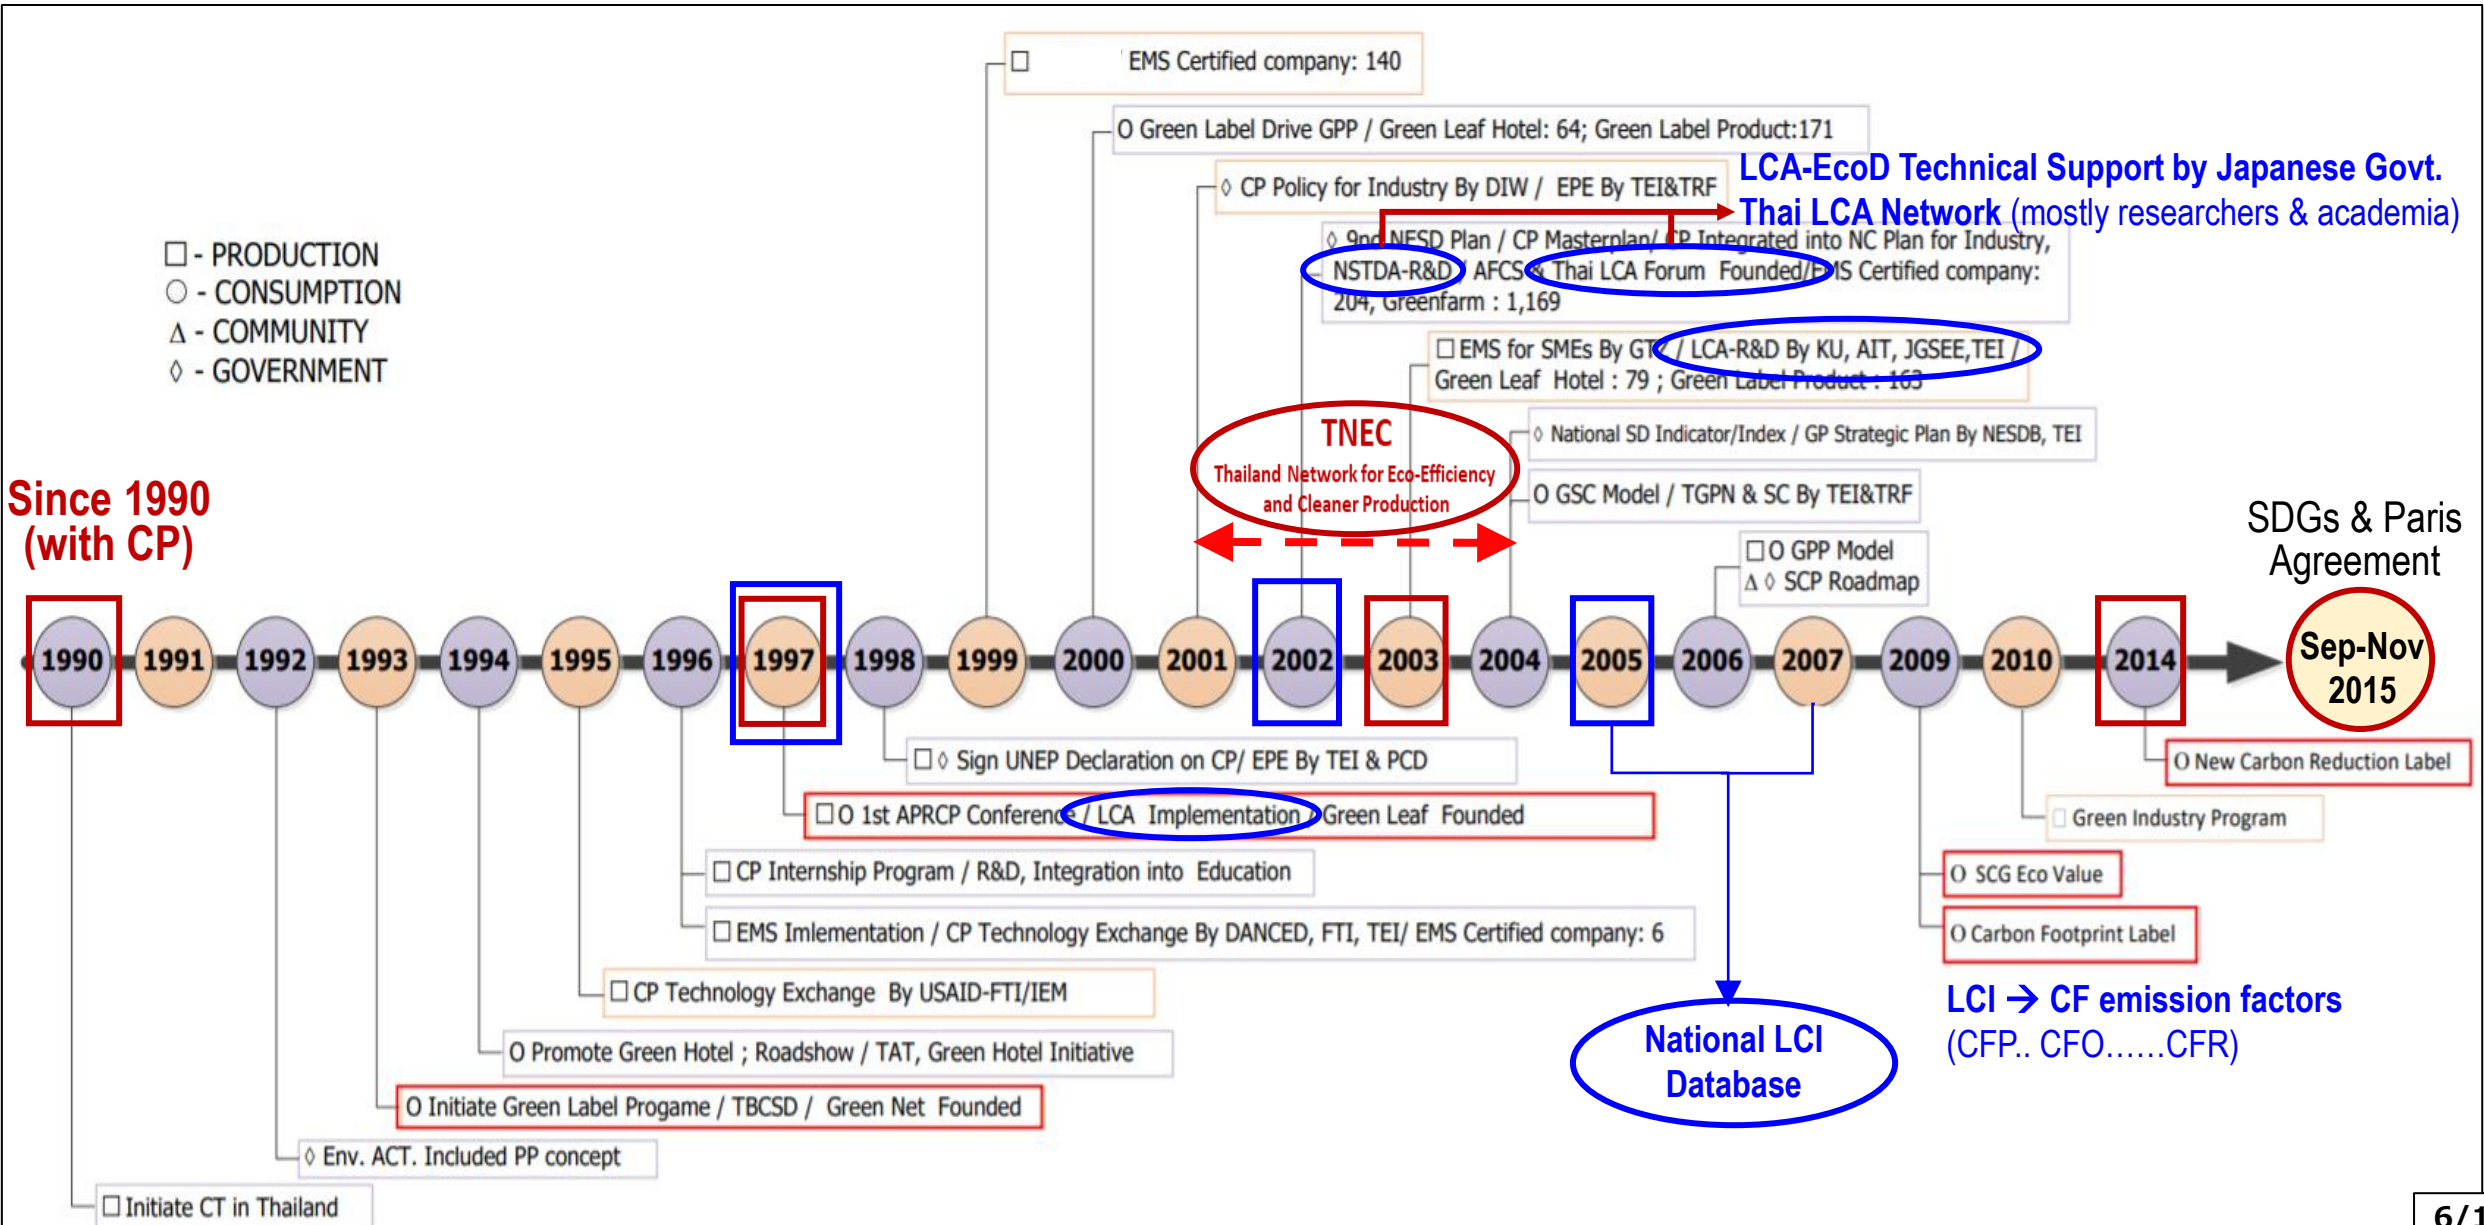 □ EMS Certified company: 140
O Green Label Drive GPP / Green Leaf Hotel: 64; Green Label Product:171
◊ CP Policy for Industry By DIW / EPE By TEI&TRF
LCA-EcoD Technical Support by Japanese Govt.
Thai LCA Network (mostly researchers & academia)
◊ 9nd NESD Plan / CP Masterplan/ CP Integrated into NC Plan for Industry,
NSTDA-R&D / AFCS & Thai LCA Forum Founded/EMS Certified company:
204, Greenfarm : 1,169
□ - PRODUCTION
○ - CONSUMPTION
Δ - COMMUNITY
◊ - GOVERNMENT
□ EMS for SMEs By GTZ / LCA-R&D By KU, AIT, JGSEE,TEI /
Green Leaf Hotel : 79 ; Green Label Product : 163
TNEC
Thailand Network for Eco-Efficiency
and Cleaner Production
◊ National SD Indicator/Index / GP Strategic Plan By NESDB, TEI
O GSC Model / TGPN & SC By TEI&TRF
Since 1990
(with CP)
□ O GPP Model
Δ ◊ SCP Roadmap
SDGs & Paris
Agreement
1990 1991 1992 1993 1994 1995 1996 1997 1998 1999 2000 2001 2002 2003 2004 2005 2006 2007 2009 2010 2014
Sep-Nov
2015
□ ◊ Sign UNEP Declaration on CP/ EPE By TEI & PCD
O New Carbon Reduction Label
□ O 1st APRCP Conference / LCA Implementation / Green Leaf Founded
□ Green Industry Program
□ CP Internship Program / R&D, Integration into Education
O SCG Eco Value
□ EMS Imlementation / CP Technology Exchange By DANCED, FTI, TEI/ EMS Certified company: 6
O Carbon Footprint Label
□ CP Technology Exchange By USAID-FTI/IEM
LCI → CF emission factors
(CFP.. CFO......CFR)
National LCI
Database
O Promote Green Hotel ; Roadshow / TAT, Green Hotel Initiative
O Initiate Green Label Progame / TBCSD / Green Net Founded
◊ Env. ACT. Included PP concept
□ Initiate CT in Thailand
6/1